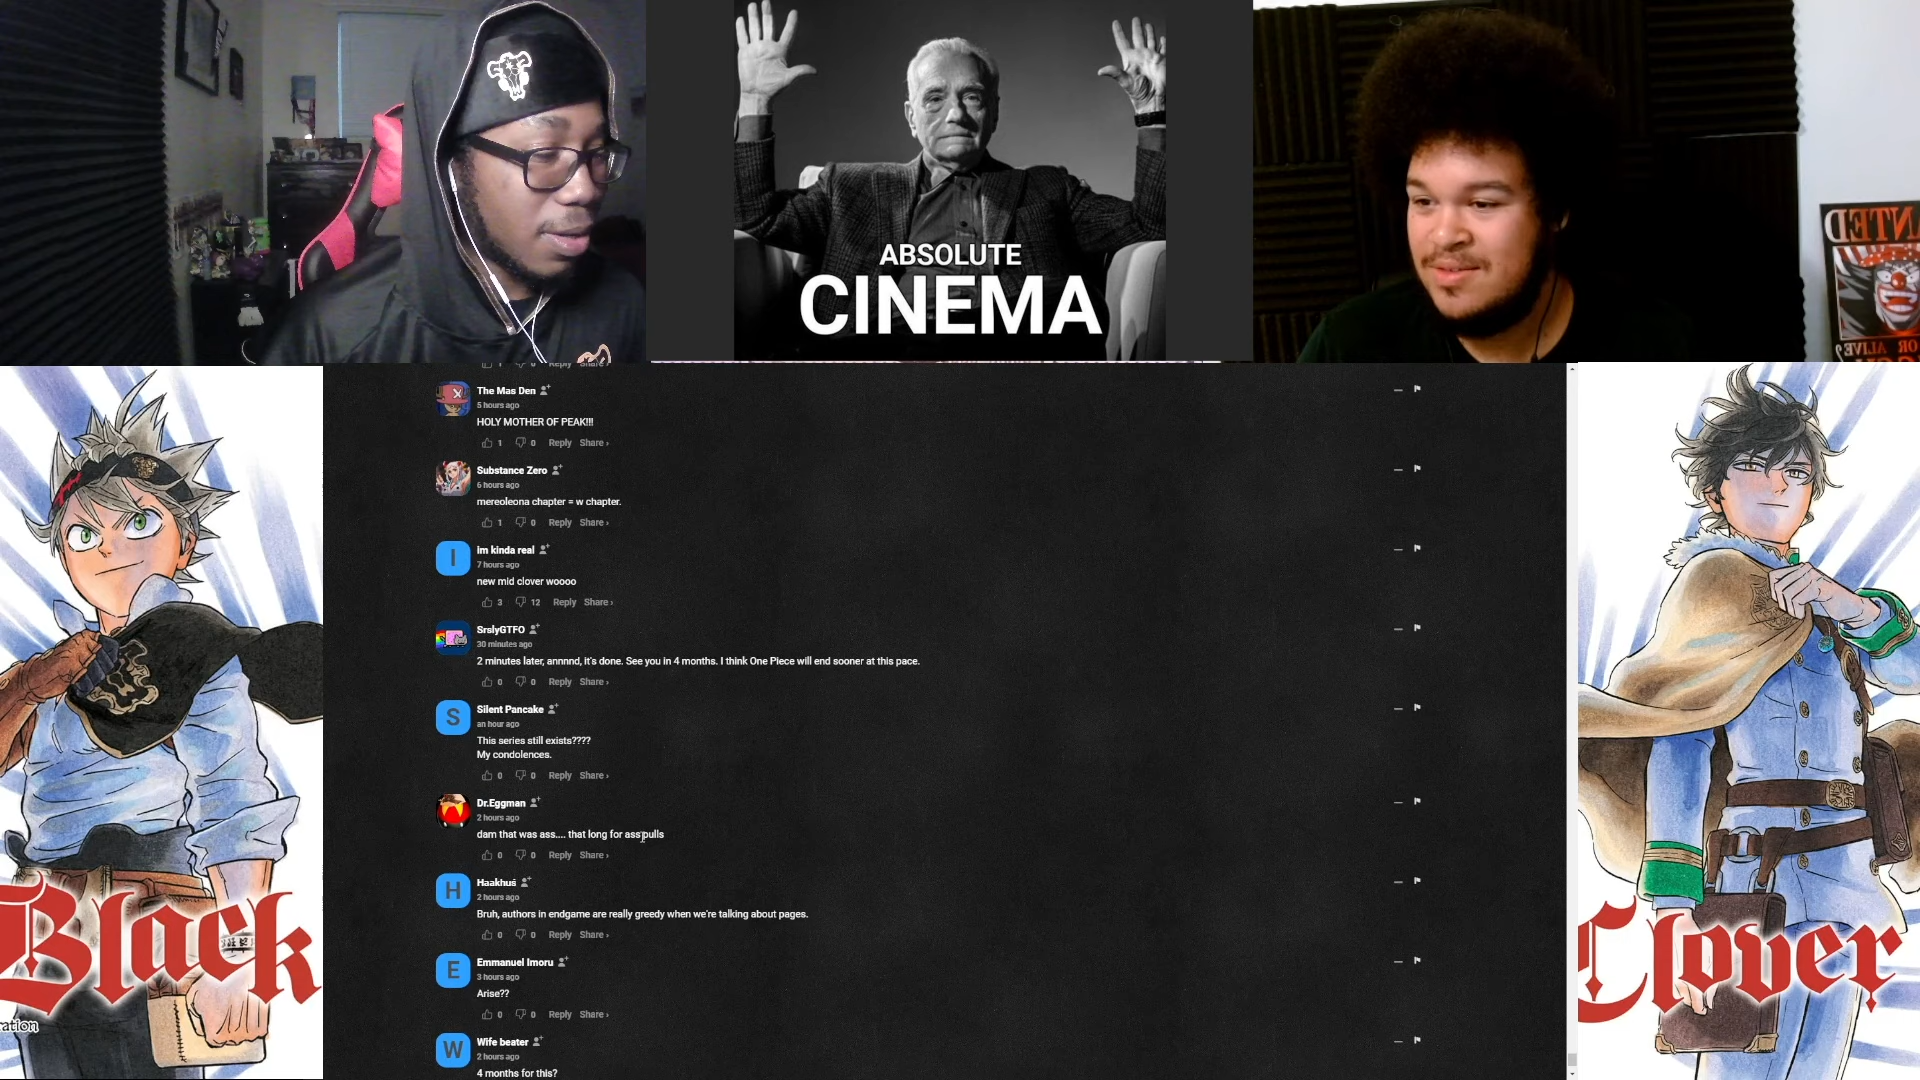 ABSOLUTE
CINEMA
Reply Share ›
The Mas Den
5 hours ago
HOLY MOTHER OF PEAK!!!
1 0 Reply Share ›
Substance Zero
6 hours ago
mereoleona chapter = w chapter.
1 0 Reply Share ›
I
im kinda real
7 hours ago
new mid clover woooo
3 12 Reply Share ›
SrslyGTFO
30 minutes ago
2 minutes later, annnnd, it's done. See you in 4 months. I think One Piece will end sooner at this pace.
0 0 Reply Share ›
S
Silent Pancake
an hour ago
This series still exists????
My condolences.
0 0 Reply Share ›
Dr.Eggman
2 hours ago
dam that was ass.... that long for asspulls
0 0 Reply Share ›
H
Haakhuś
2 hours ago
Bruh, authors in endgame are really greedy when we're talking about pages.
0 0 Reply Share ›
E
Emmanuel Imoru
3 hours ago
Arise??
0 0 Reply Share ›
W
Wife beater
2 hours ago
4 months for this?
Black
Clover
ration